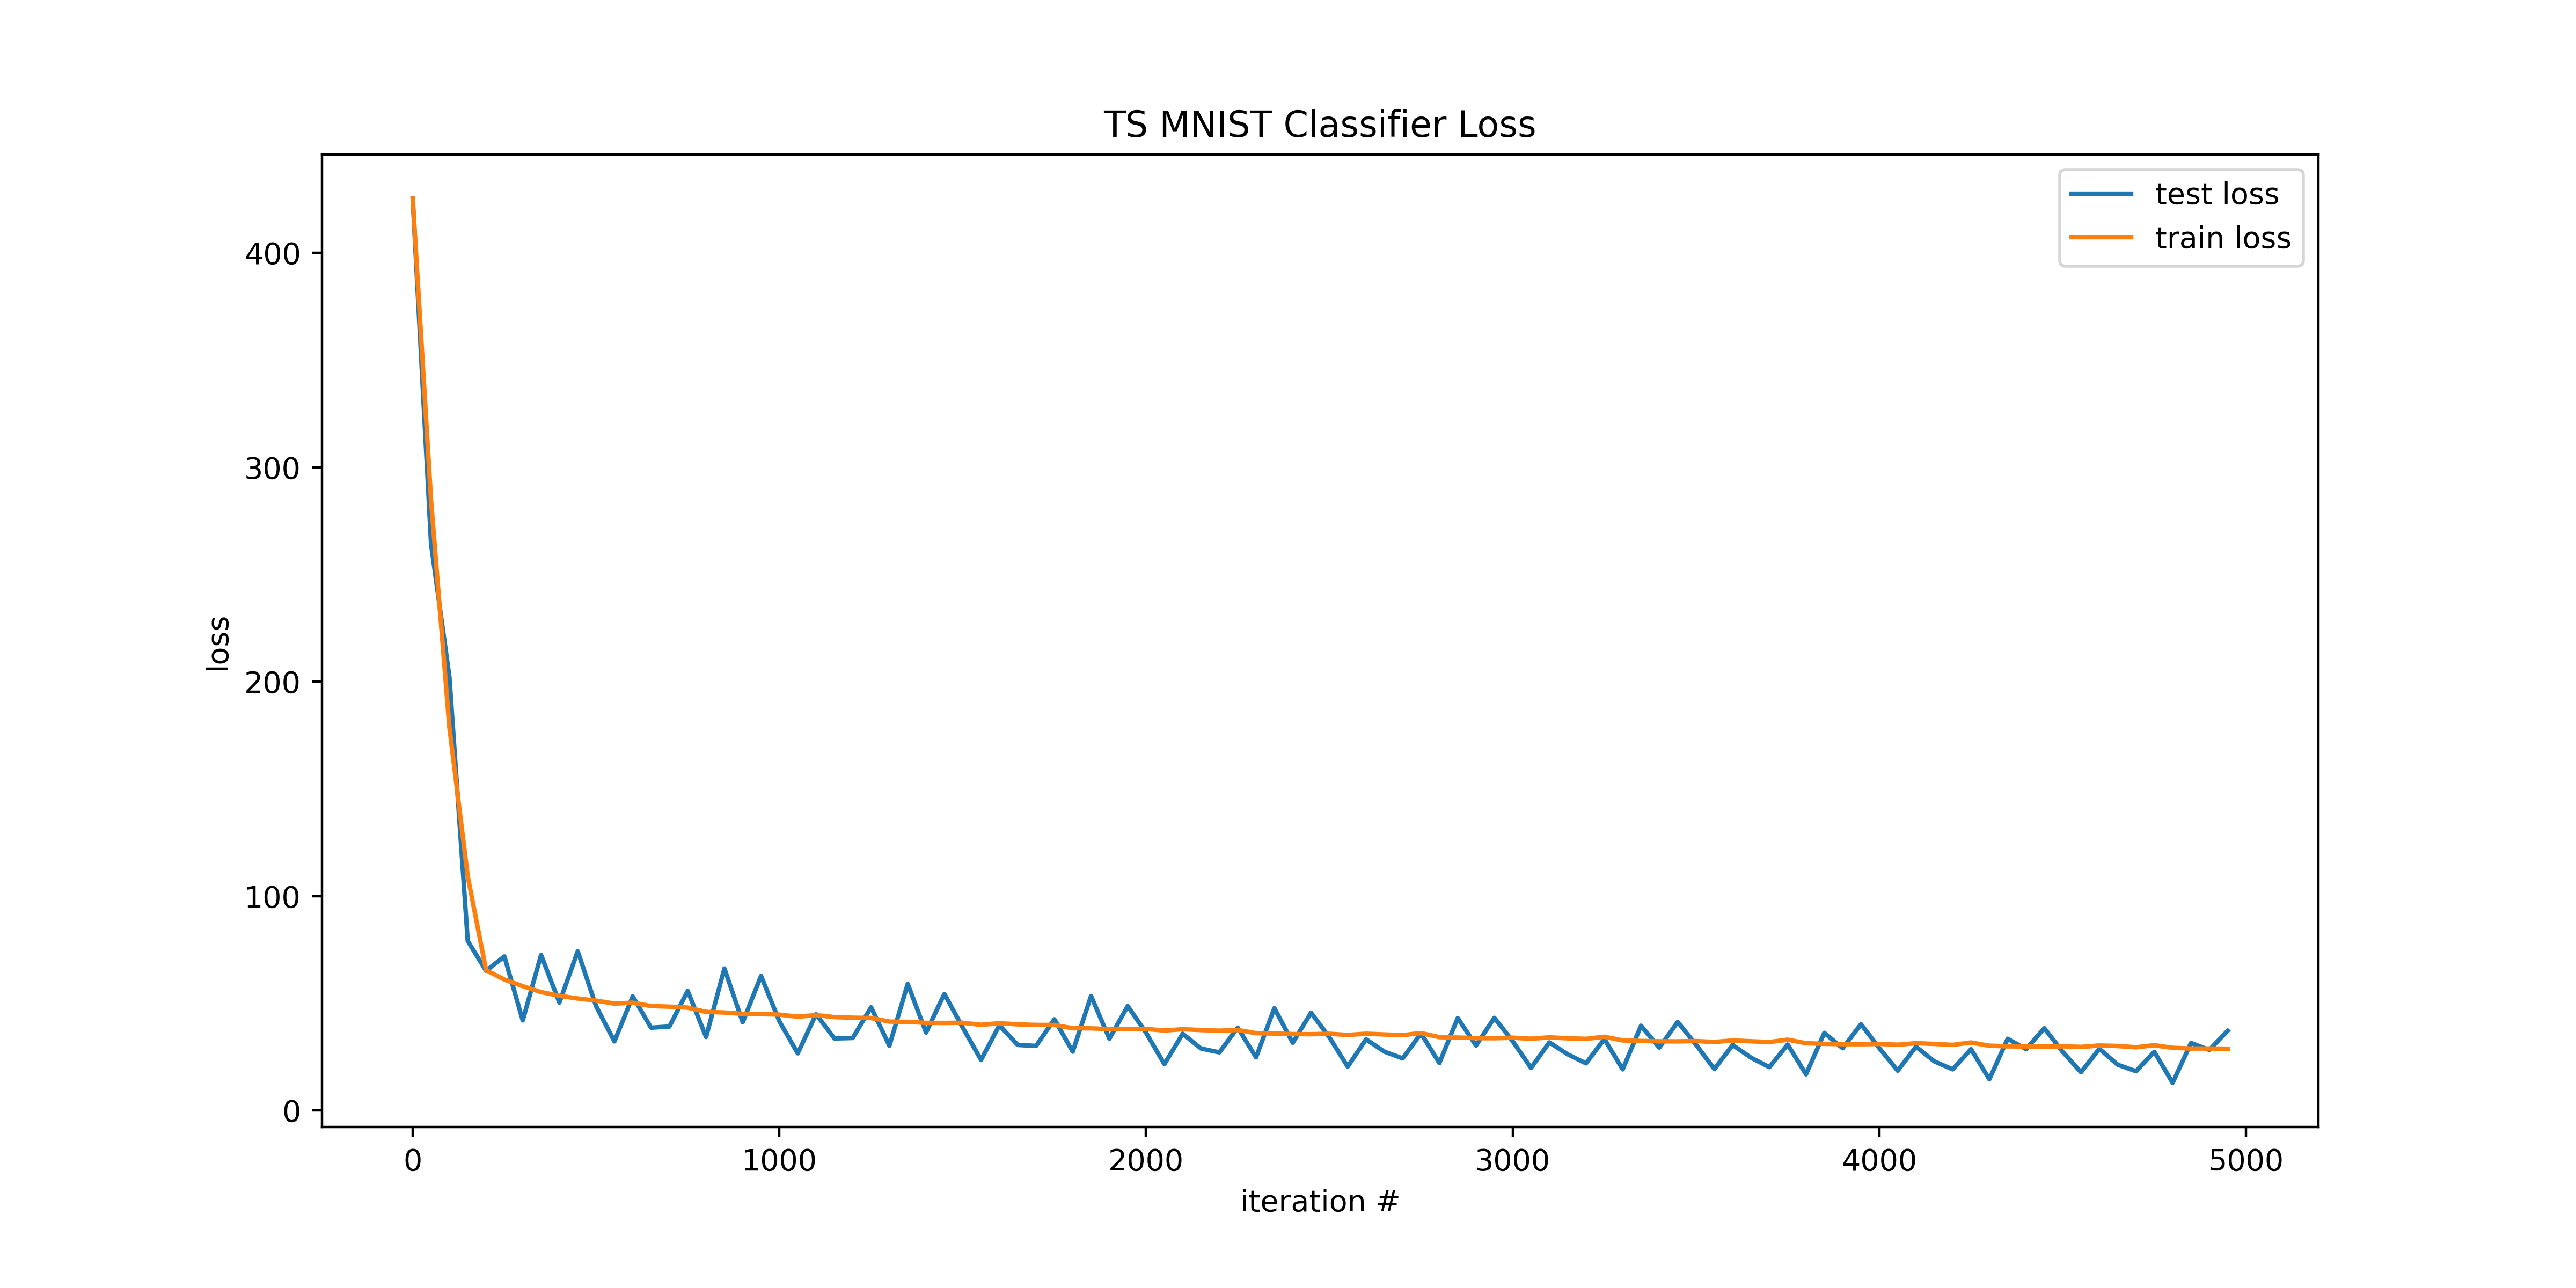 TS MNIST Classifier Loss
test loss
train loss
400
300
200
100
0
loss
0
1000
2000
3000
4000
5000
iteration #